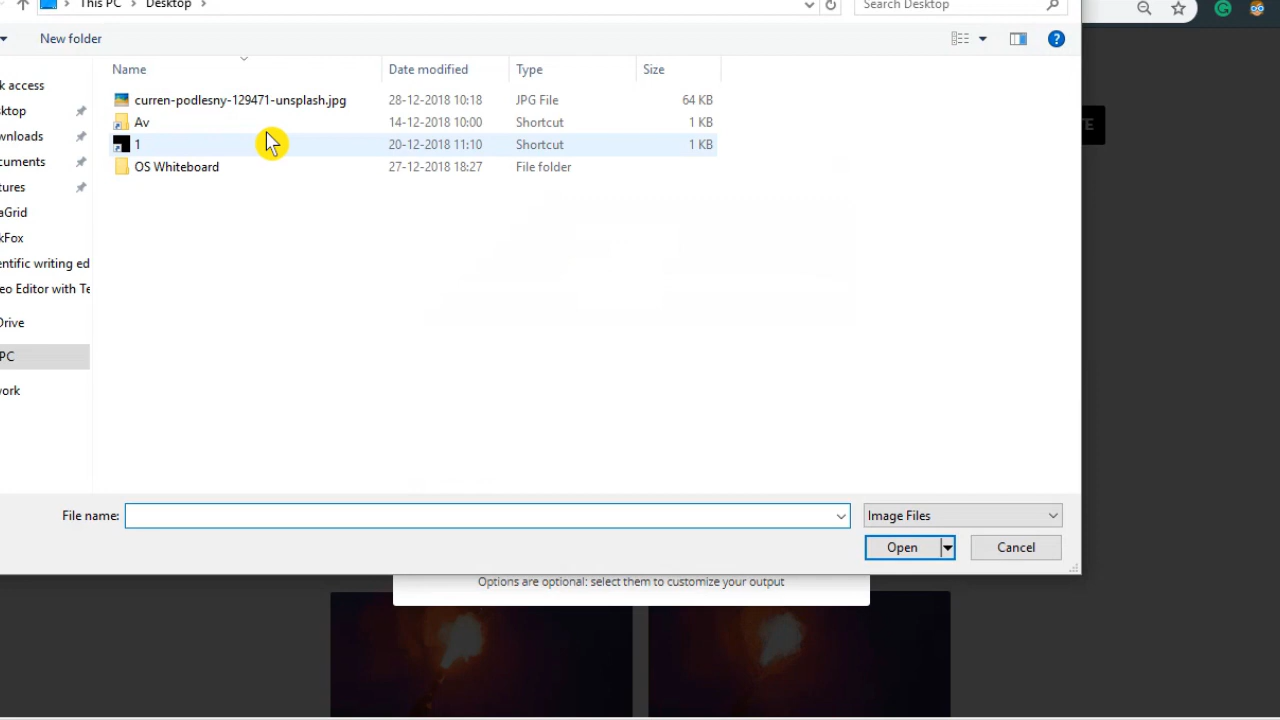 This PC > Desktop >
Search Desktop
New folder
Name Date modified Type Size
k access
curren-podlesny-129471-unsplash.jpg 28-12-2018 10:18 JPG File 64 KB
sktop
Av 14-12-2018 10:00 Shortcut 1 KB
TE
wnloads
1 20-12-2018 11:10 Shortcut 1 KB
cuments
OS Whiteboard 27-12-2018 18:27 File folder
tures
aGrid
kFox
entific writing ed
eo Editor with Te
Drive
PC
work
File name: Image Files
Open Cancel
Options are optional: select them to customize your output